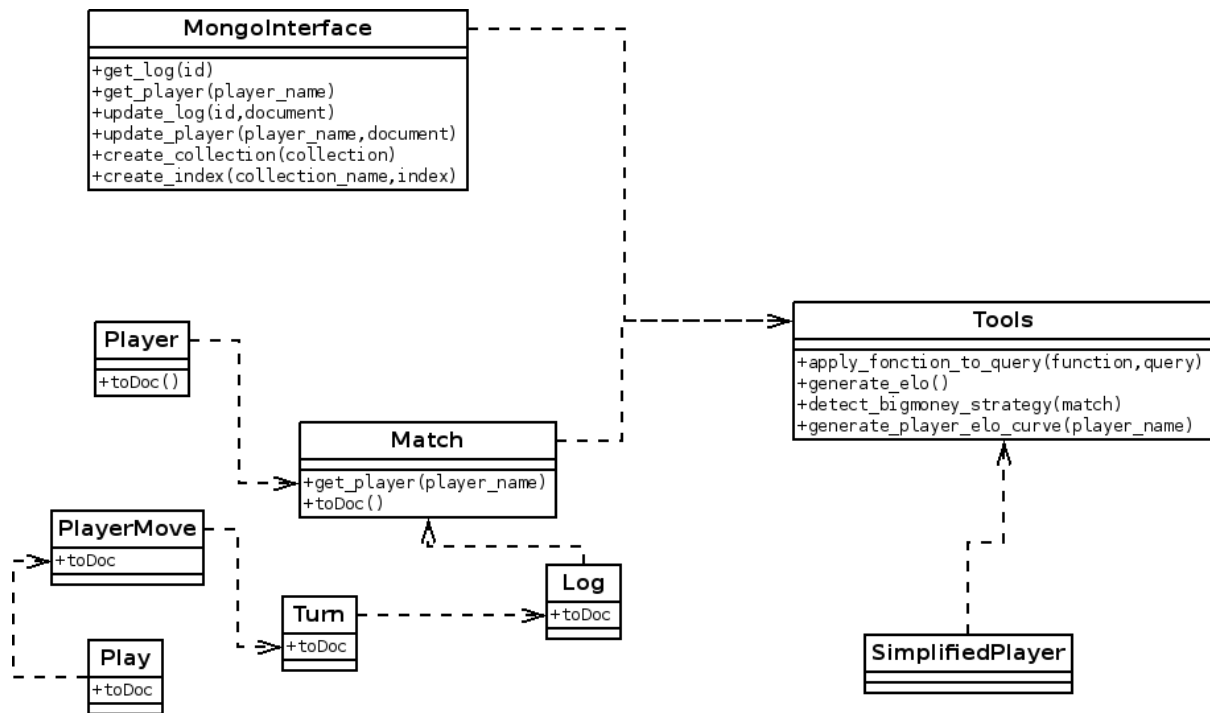 MongoInterface
+get_log(id)
+get_player(player_name)
+update_log(id,document)
+update_player(player_name,document)
+create_collection(collection)
+create_index(collection_name,index)
Player
+toDoc()
Match
+get_player(player_name)
+toDoc()
Tools
+apply_fonction_to_query(function,query)
+generate_elo()
+detect_bigmoney_strategy(match)
+generate_player_elo_curve(player_name)
PlayerMove
+toDoc
Play
+toDoc
Turn
+toDoc
Log
+toDoc
SimplifiedPlayer